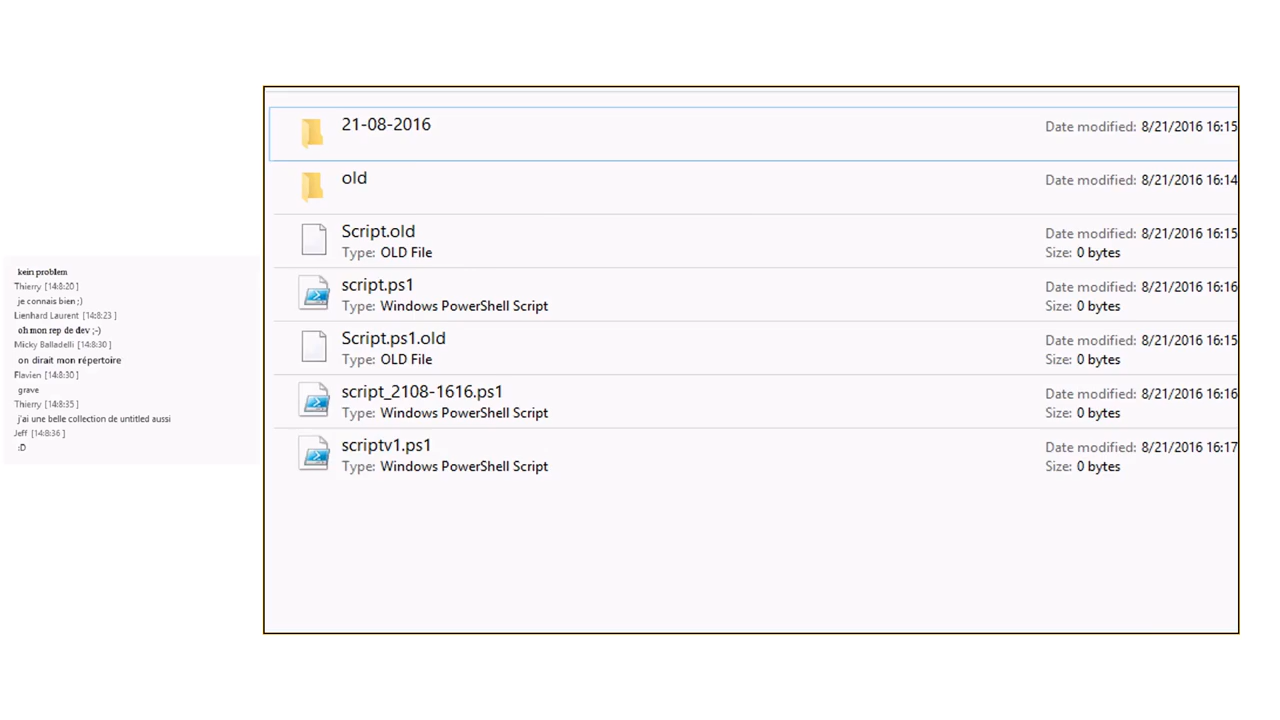 kein problem
Thierry [14:8:20 ]
je connais bien ;)
Lienhard Laurent [14:8:23 ]
oh mon rep de dev ;-)
Micky Balladelli [14:8:30 ]
on dirait mon répertoire
Flavien [14:8:30 ]
grave
Thierry [14:8:35 ]
j'ai une belle collection de untitled aussi
Jeff [14:8:36 ]
:D
21-08-2016 Date modified: 8/21/2016 16:15
old Date modified: 8/21/2016 16:14
Script.old Date modified: 8/21/2016 16:15
Type: OLD File Size: 0 bytes
script.ps1 Date modified: 8/21/2016 16:16
Type: Windows PowerShell Script Size: 0 bytes
Script.ps1.old Date modified: 8/21/2016 16:15
Type: OLD File Size: 0 bytes
script_2108-1616.ps1 Date modified: 8/21/2016 16:16
Type: Windows PowerShell Script Size: 0 bytes
scriptv1.ps1 Date modified: 8/21/2016 16:17
Type: Windows PowerShell Script Size: 0 bytes